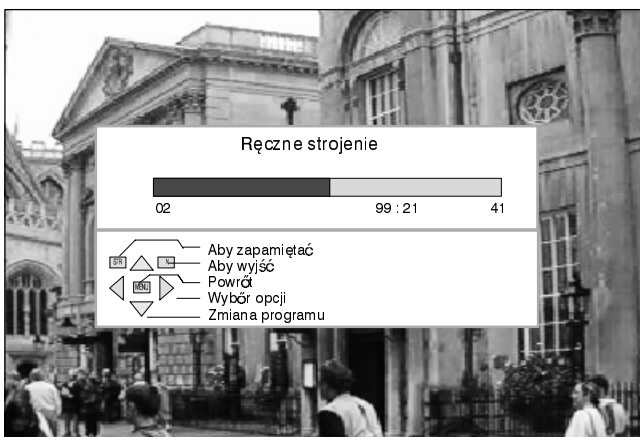 Ręczne strojenie
02 99 : 21 41
STR N Aby zapamiętać
Aby wyjść
MENU Powrót
Wybór opcji
Zmiana programu